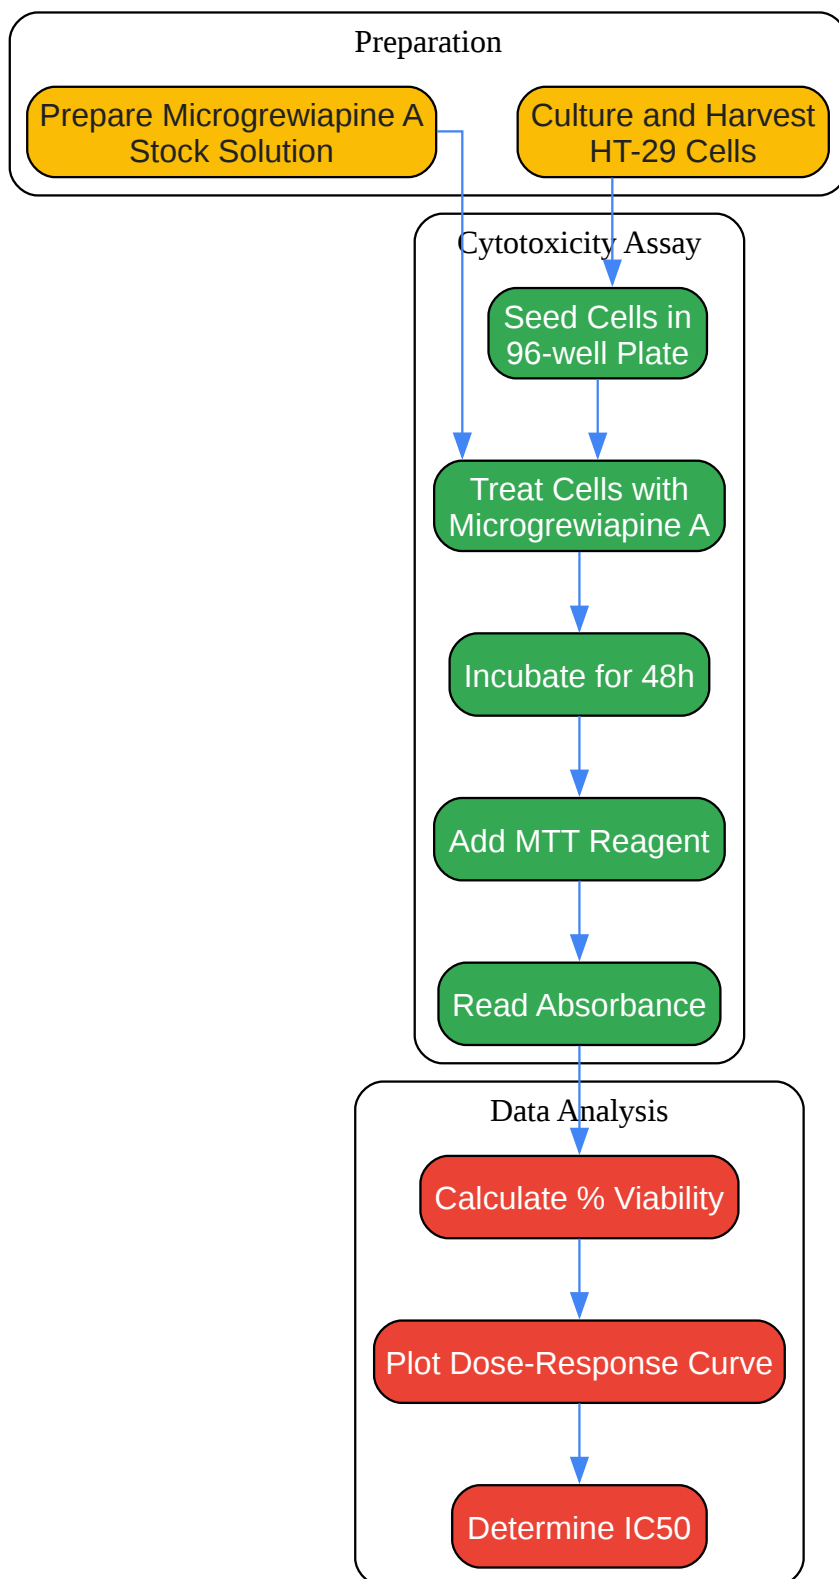 Preparation
Prepare Microgrewiapine A
Stock Solution
Culture and Harvest
HT-29 Cells
Cytotoxicity Assay
Seed Cells in
96-well Plate
Treat Cells with
Microgrewiapine A
Incubate for 48h
Add MTT Reagent
Read Absorbance
Data Analysis
Calculate % Viability
Plot Dose-Response Curve
Determine IC50